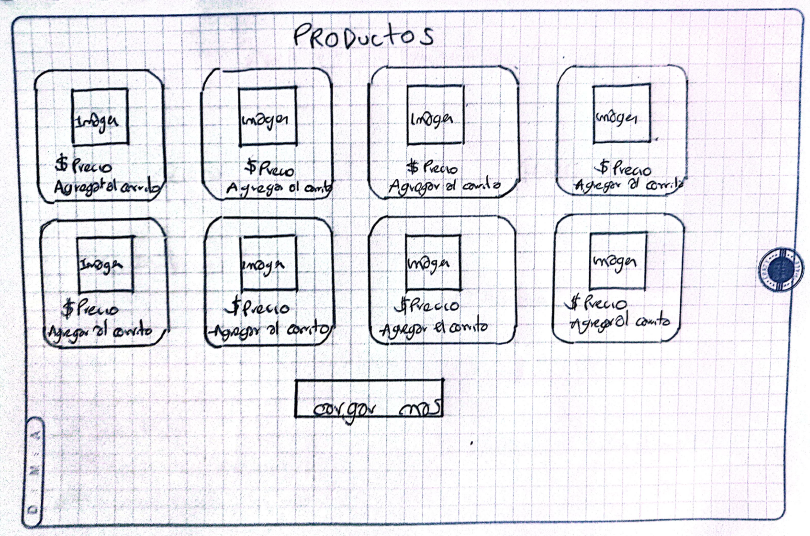 PRODUCTOS
Imagen Imagen Imagen Imagen
$ Precio $ Precio $ Precio $ Precio
Agregar al carrito Agregar al carrito Agregar al carrito Agregar al carrito
Imagen Imagen Imagen Imagen
$ Precio $ Precio $ Precio $ Precio
Agregar al carrito Agregar al carrito Agregar el carrito Agregar al carrito
cargar mas
D M A